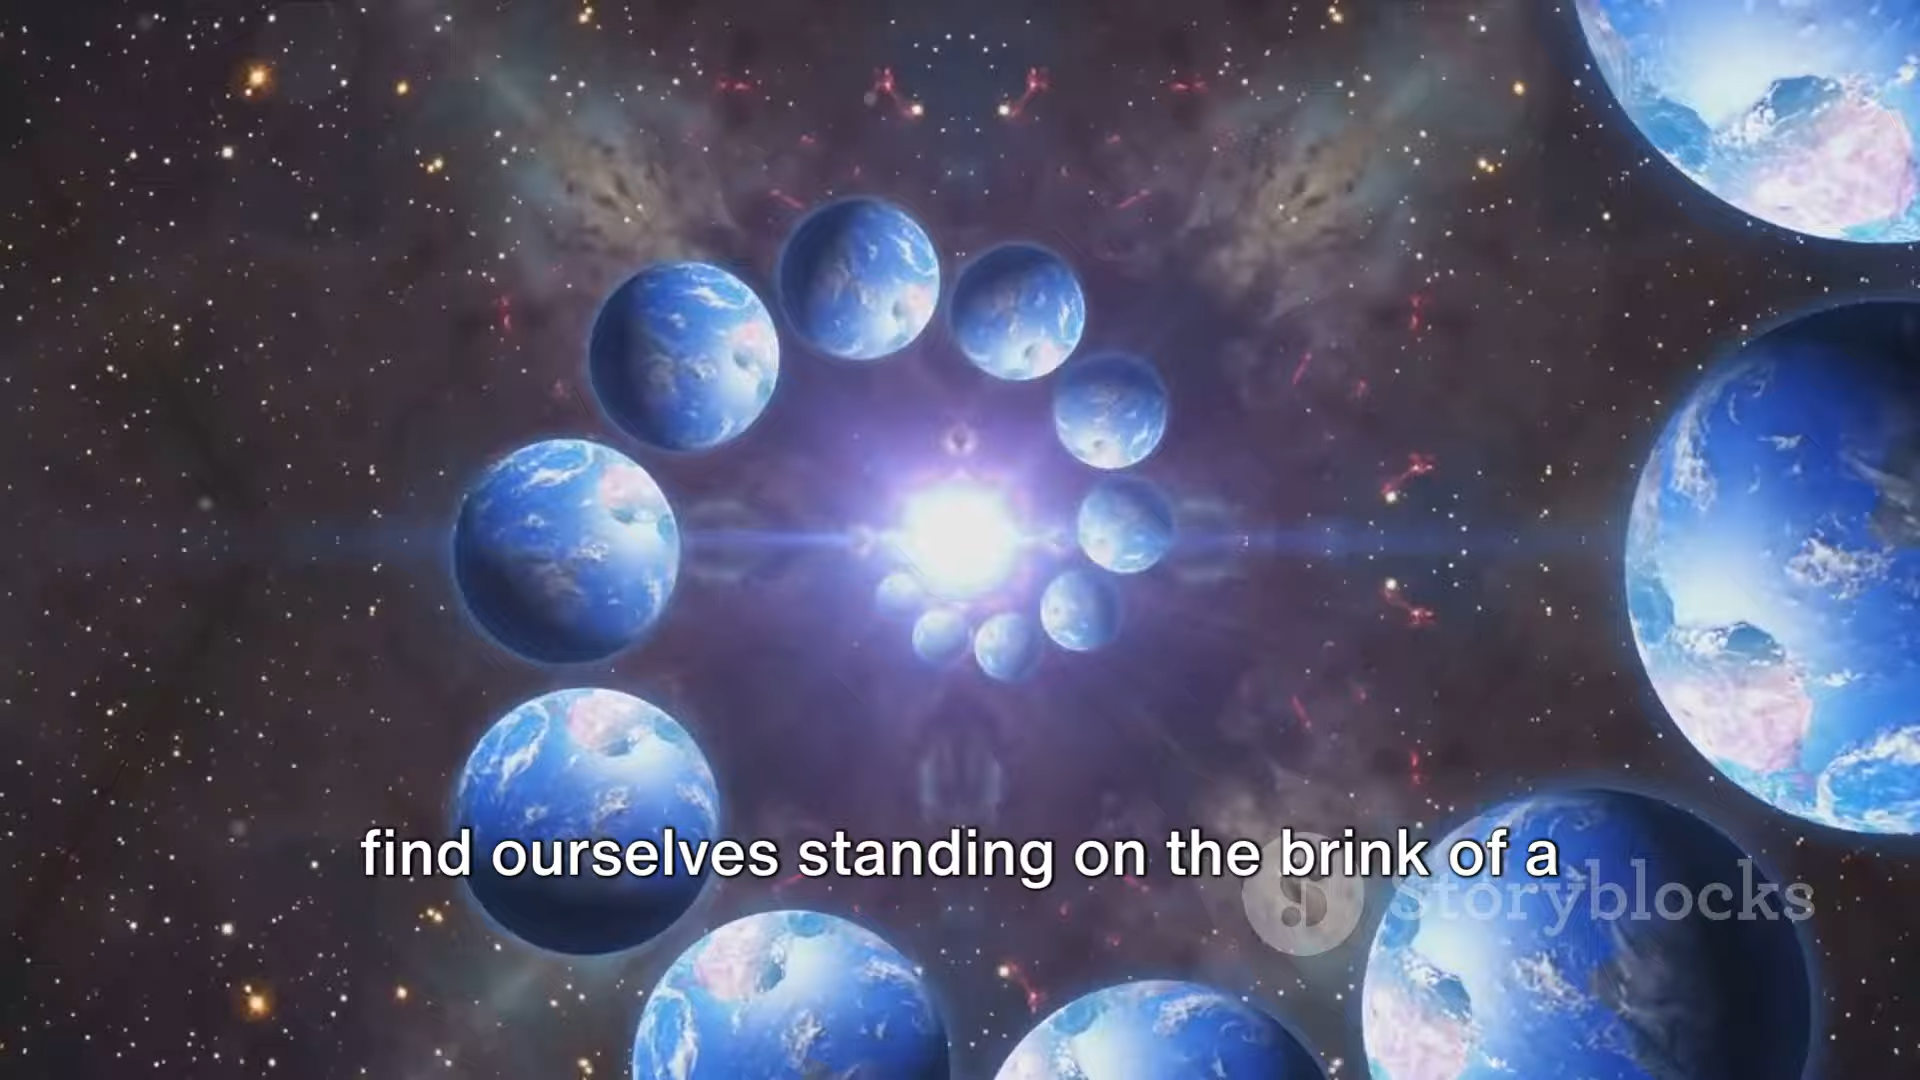 find ourselves standing on the brink of a
storyblocks